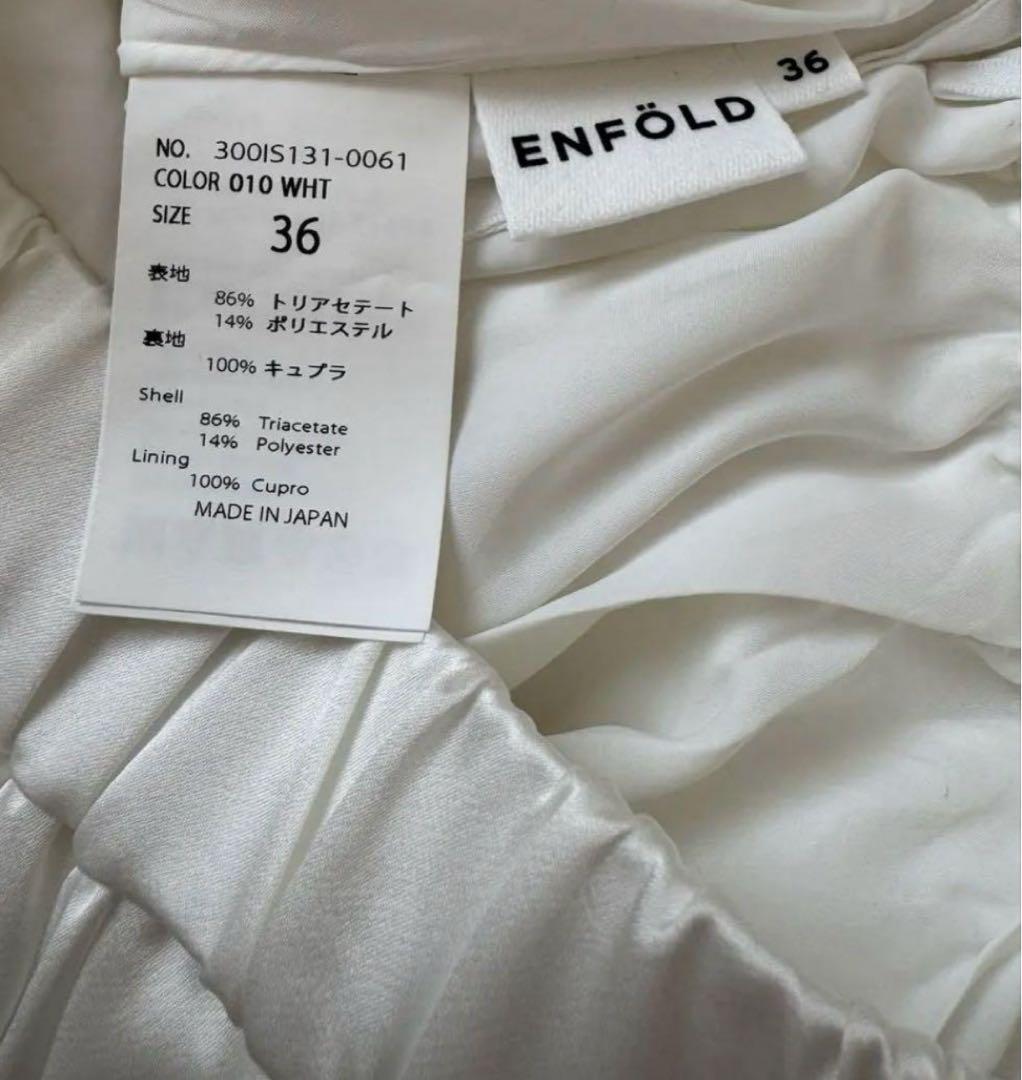 NO. 300IS131-0061
COLOR 010 WHT
SIZE 36
表地
86% トリアセテート
14% ポリエステル
裏地
100% キュプラ
Shell
86% Triacetate
14% Polyester
Lining
100% Cupro
MADE IN JAPAN
36
ENFÖLD